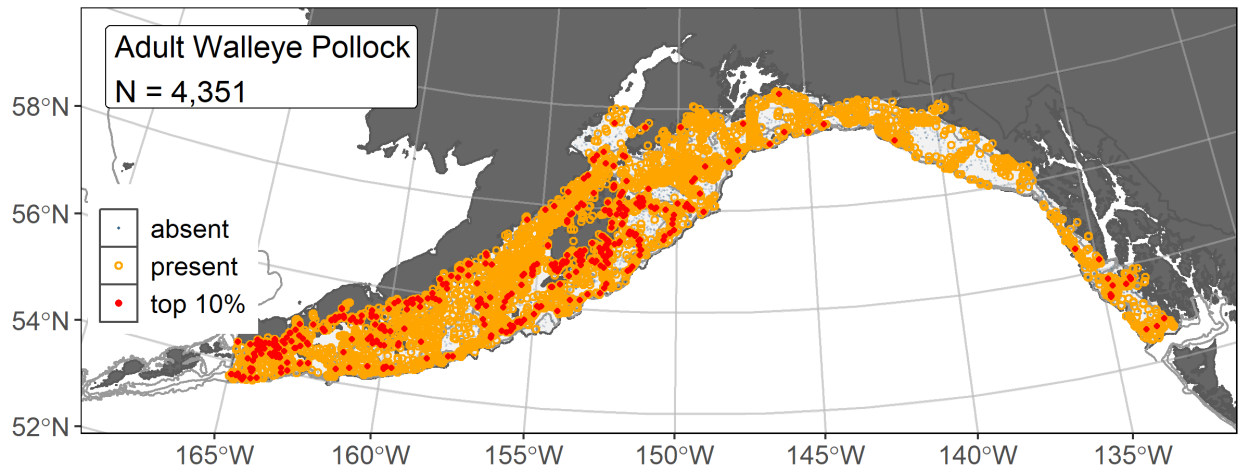 Adult Walleye Pollock
N = 4,351
58°N
56°N
54°N
52°N
absent
present
top 10%
165°W
160°W
155°W
150°W
145°W
140°W
135°W